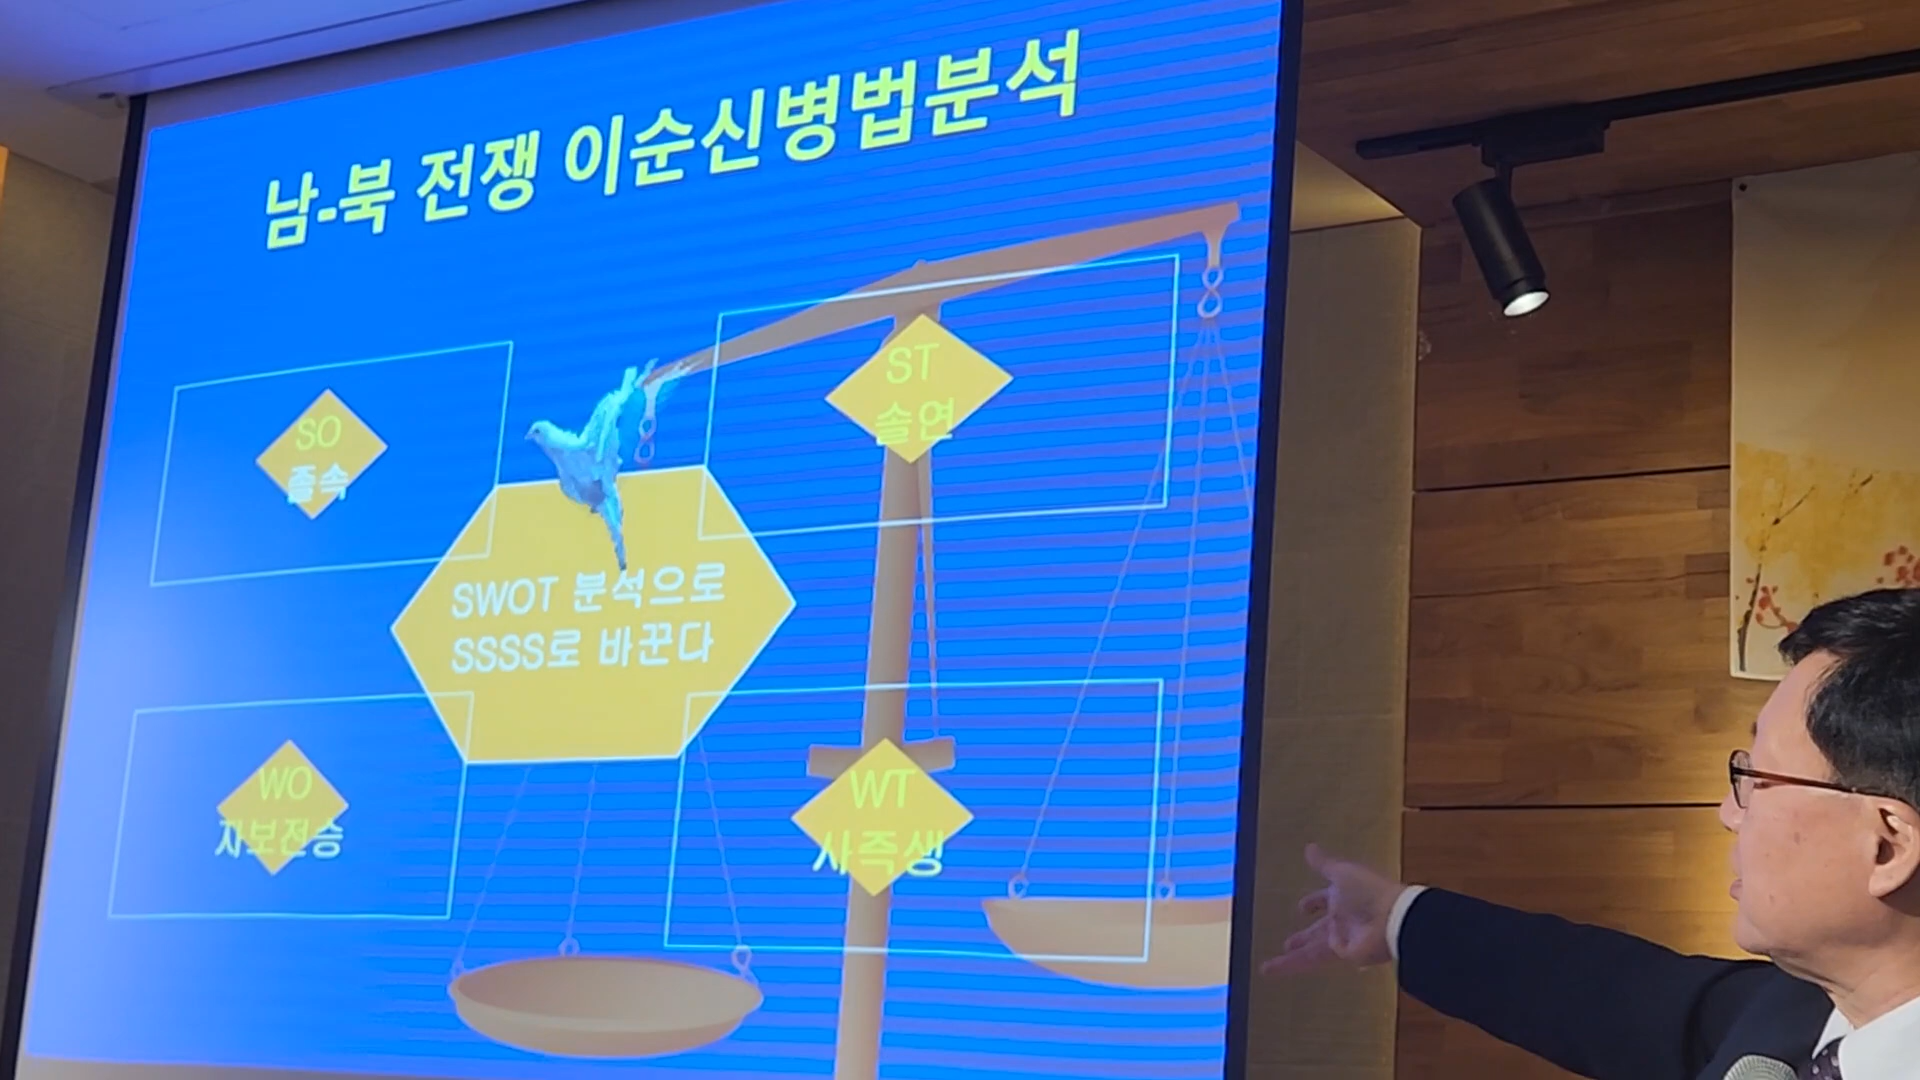 남-북 전쟁 이순신병법분석
SO
졸속
ST
솔연
SWOT 분석으로
SSSS로 바꾼다
WO
자보전승
WT
사즉생